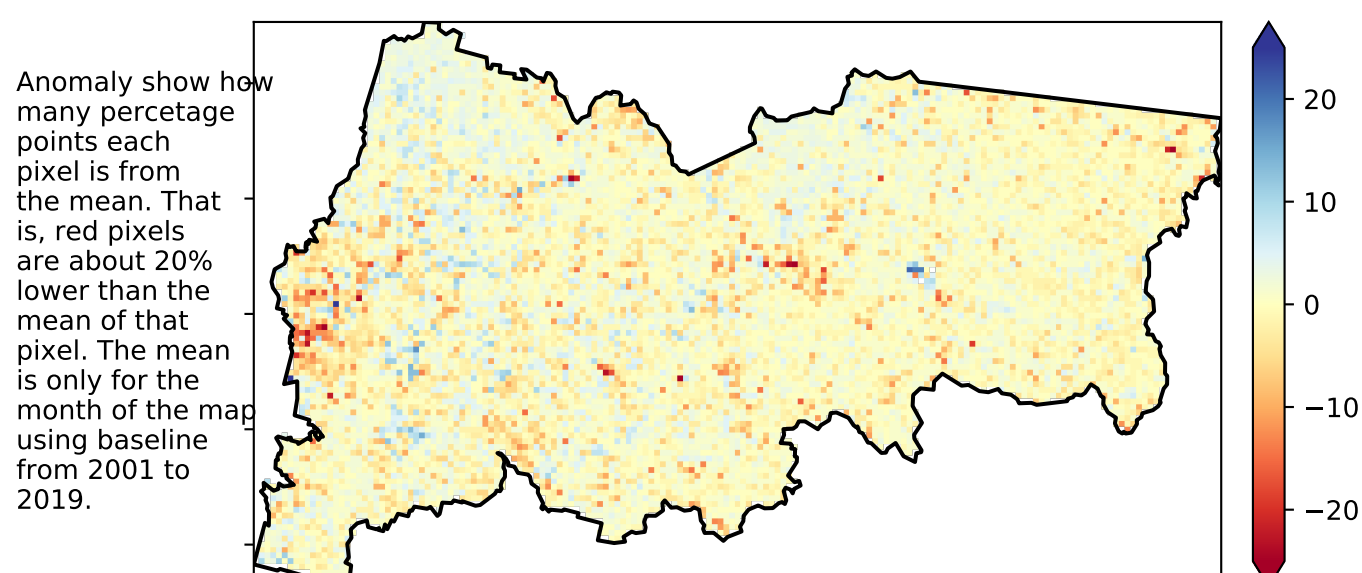 Anomaly show how
many percetage
points each
pixel is from
the mean. That
is, red pixels
are about 20%
lower than the
mean of that
pixel. The mean
is only for the
month of the map
using baseline
from 2001 to
2019.
20
10
0
−10
−20